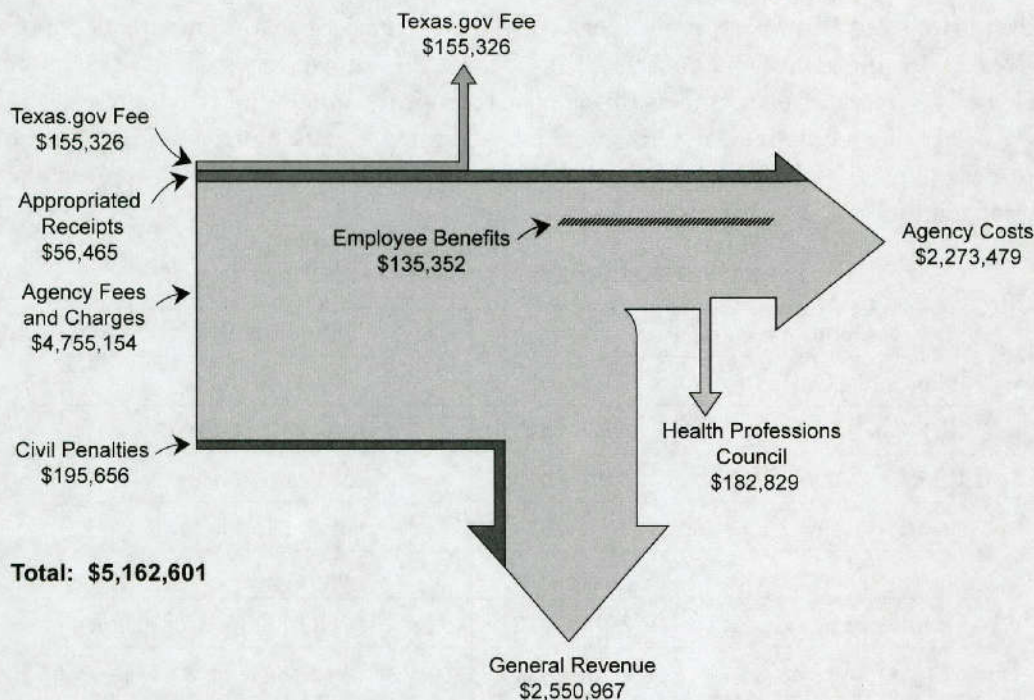 Texas.gov Fee
$155,326
Texas.gov Fee
$155,326
Appropriated
Receipts
$56,465
Employee Benefits
$135,352
Agency Costs
$2,273,479
Agency Fees
and Charges
$4,755,154
Civil Penalties
$195,656
Health Professions
Council
$182,829
Total: $5,162,601
General Revenue
$2,550,967